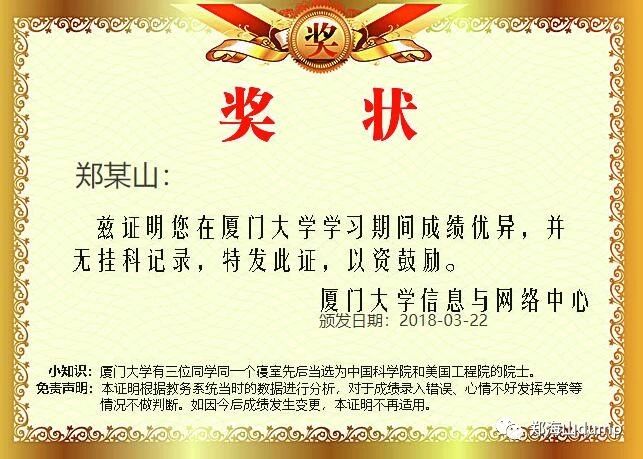 奖
奖 状
郑某山：
兹证明您在厦门大学学习期间成绩优异，并
无挂科记录，特发此证，以资鼓励。
厦门大学信息与网络中心
颁发日期：2018-03-22
小知识：厦门大学有三位同学同一个寝室先后当选为中国科学院和美国工程院的院士。
免责声明：本证明根据教务系统当时的数据进行分析，对于成绩录入错误、心情不好发挥失常等
情况不做判断。如因今后成绩发生变更，本证明不再适用。
郑海山dump